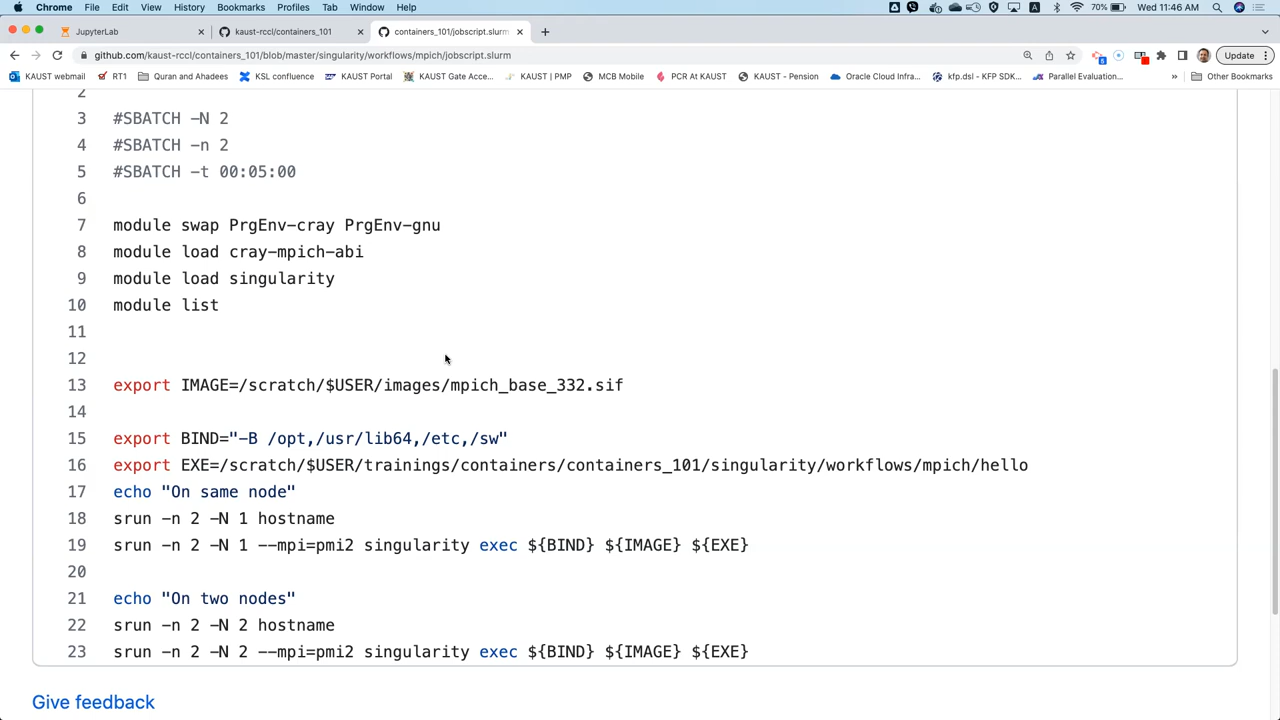 Chrome File Edit View History Bookmarks Profiles Tab Window Help 70% Wed 11:46 AM
JupyterLab kaust-rccl/containers_101 containers_101/jobscript.slurm
github.com/kaust-rccl/containers_101/blob/master/singularity/workflows/mpich/jobscript.slurm Update
KAUST webmail RT1 Quran and Ahadees KSL confluence KAUST Portal KAUST Gate Acce... KAUST | PMP MCB Mobile PCR At KAUST KAUST - Pension Oracle Cloud Infra... kfp.dsl - KFP SDK... Parallel Evaluation... » Other Bookmarks
2
3 #SBATCH -N 2
4 #SBATCH -n 2
5 #SBATCH -t 00:05:00
6
7 module swap PrgEnv-cray PrgEnv-gnu
8 module load cray-mpich-abi
9 module load singularity
10 module list
11
12
13 export IMAGE=/scratch/$USER/images/mpich_base_332.sif
14
15 export BIND="-B /opt,/usr/lib64,/etc,/sw"
16 export EXE=/scratch/$USER/trainings/containers/containers_101/singularity/workflows/mpich/hello
17 echo "On same node"
18 srun -n 2 -N 1 hostname
19 srun -n 2 -N 1 --mpi=pmi2 singularity exec ${BIND} ${IMAGE} ${EXE}
20
21 echo "On two nodes"
22 srun -n 2 -N 2 hostname
23 srun -n 2 -N 2 --mpi=pmi2 singularity exec ${BIND} ${IMAGE} ${EXE}
Give feedback